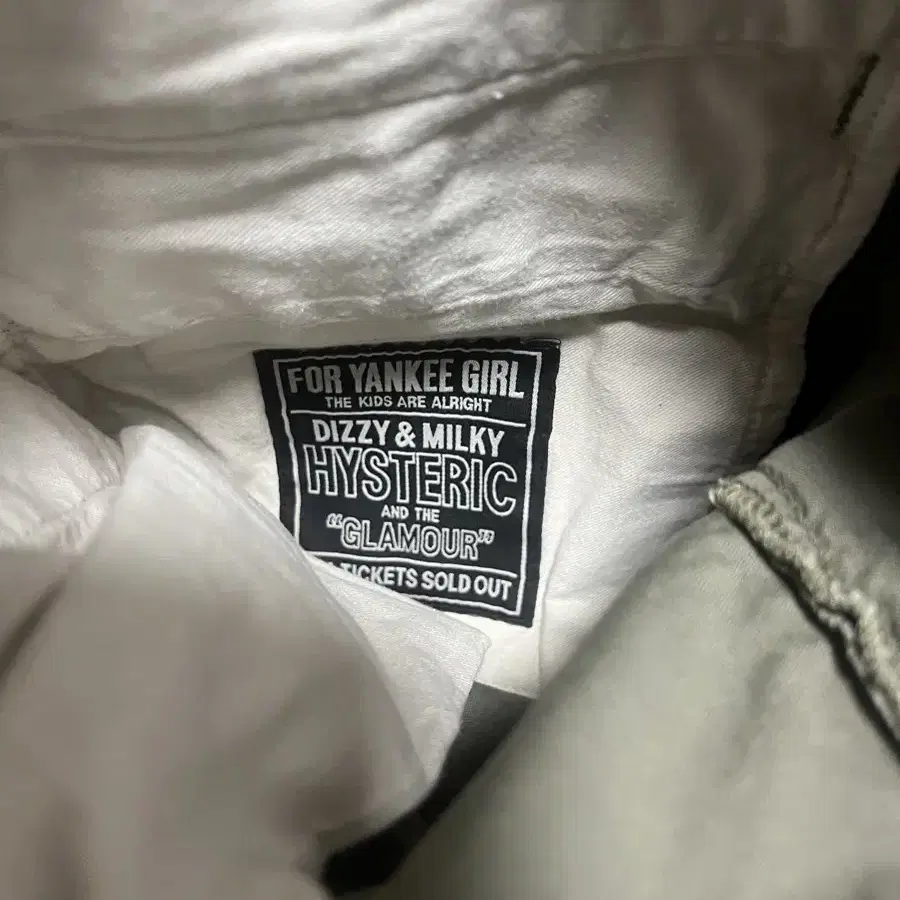 FOR YANKEE GIRL
THE KIDS ARE ALRIGHT
DIZZY & MILKY
HYSTERIC
AND THE
"GLAMOUR"
TICKETS SOLD OUT